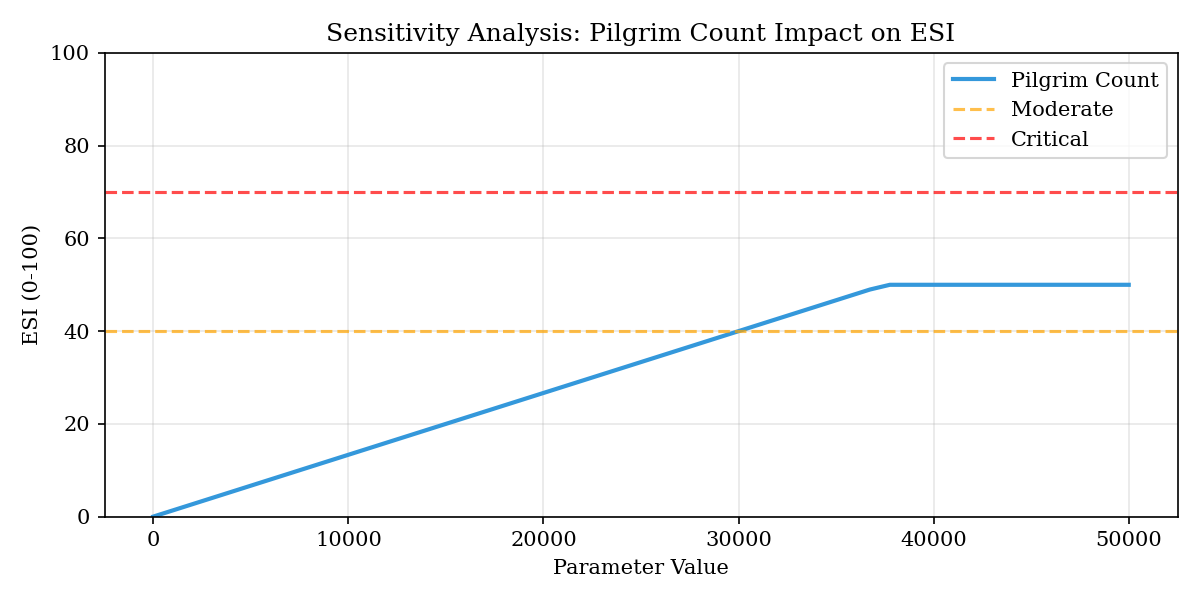 Sensitivity Analysis: Pilgrim Count Impact on ESI
100
80
60
40
20
0
ESI (0-100)
Pilgrim Count
Moderate
Critical
0 10000 20000 30000 40000 50000
Parameter Value